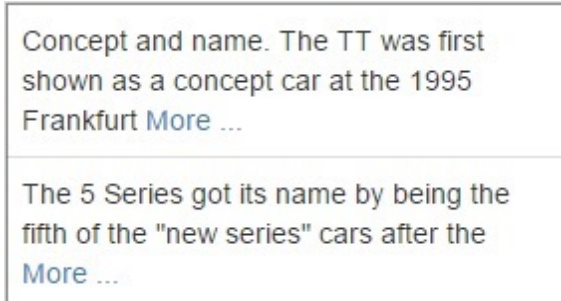 Concept and name. The TT was first
shown as a concept car at the 1995
Frankfurt More ...
The 5 Series got its name by being the
fifth of the "new series" cars after the
More ...